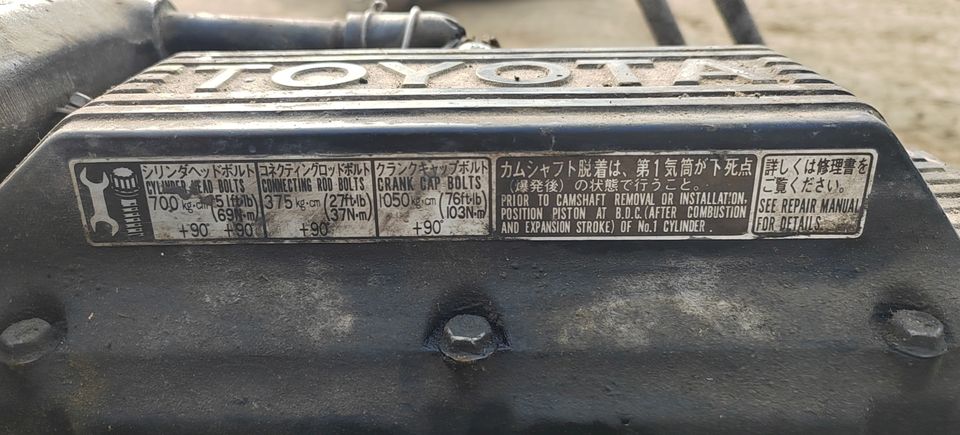 TOYOTA
シリンダヘッドボルト
CYLINDER HEAD BOLTS
700 kg·cm (51ft·lb)
(69N·m)
+90° +90°
コネクティングロッドボルト
CONNECTING ROD BOLTS
375 kg·cm (27ft·lb)
(37N·m)
+90°
クランクキャップボルト
CRANK CAP BOLTS
1050 kg·cm (76ft·lb)
(103N·m)
+90°
カムシャフト脱着は、第1気筒が下死点
(爆発後)の状態で行うこと。
PRIOR TO CAMSHAFT REMOVAL OR INSTALLATION,
POSITION PISTON AT B.D.C. (AFTER COMBUSTION
AND EXPANSION STROKE) OF No.1 CYLINDER.
詳しくは修理書を
ご覧ください。
SEE REPAIR MANUAL
FOR DETAILS.